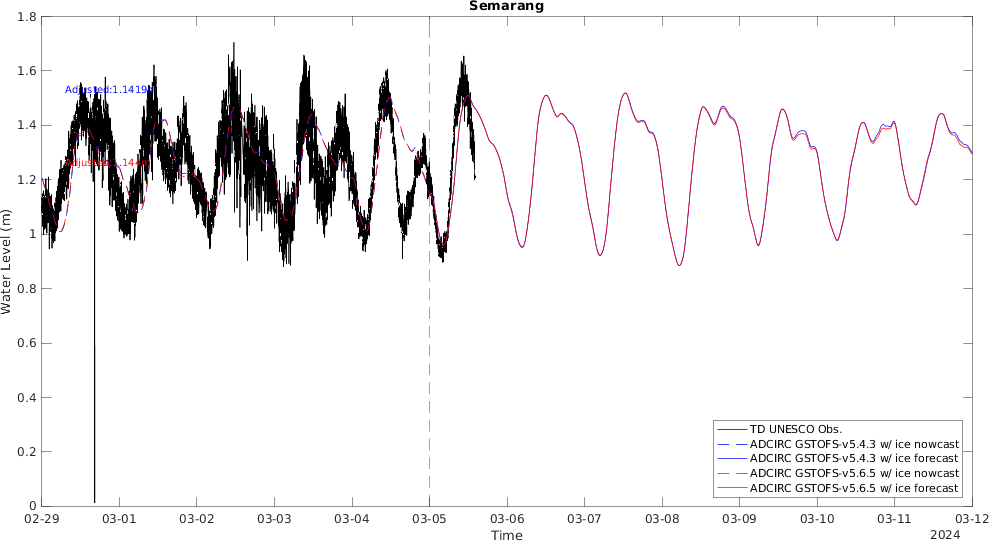 Semarang
1.8
1.6
1.4
1.2
1
0.8
0.6
0.4
0.2
0
Water Level (m)
Adjusted:1.1419m
02-29
03-01
03-02
03-03
03-04
03-05
03-06
03-07
03-08
03-09
03-10
03-11
03-12
Time
2024
TD UNESCO Obs.
ADCIRC GSTOFS-v5.4.3 w/ ice nowcast
ADCIRC GSTOFS-v5.4.3 w/ ice forecast
ADCIRC GSTOFS-v5.6.5 w/ ice nowcast
ADCIRC GSTOFS-v5.6.5 w/ ice forecast